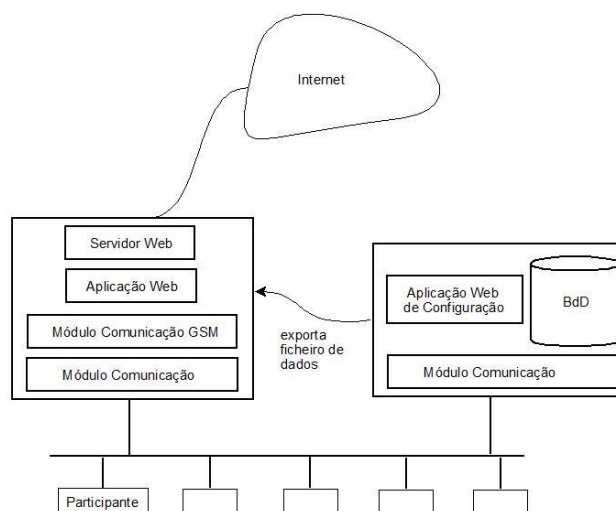 Internet
Servidor Web
Aplicação Web
Módulo Comunicação GSM
Módulo Comunicação
exporta
ficheiro de
dados
Aplicação Web
de Configuração
BdD
Módulo Comunicação
Participante